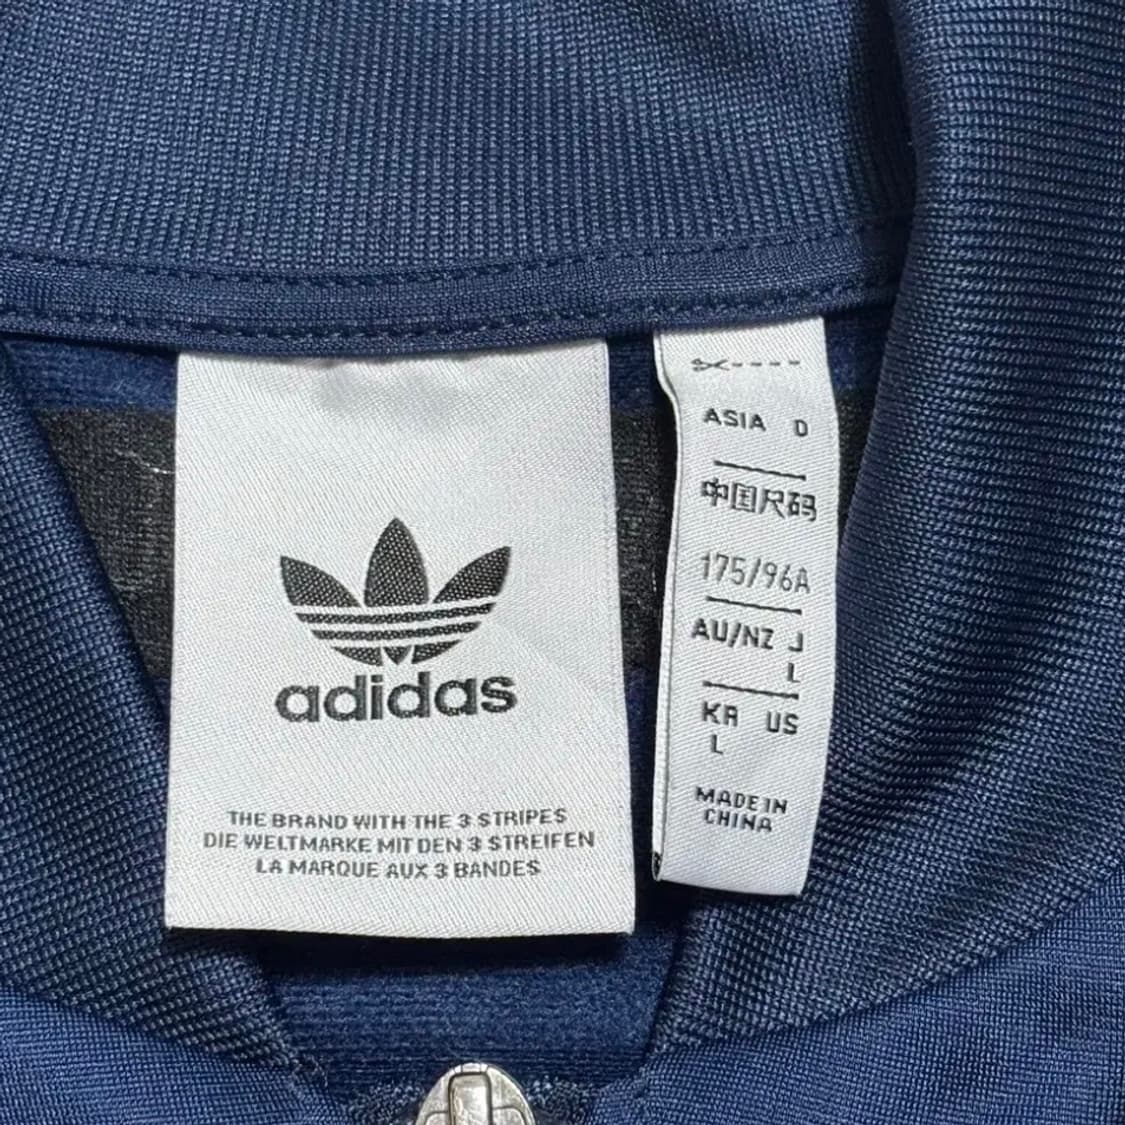 adidas
THE BRAND WITH THE 3 STRIPES
DIE WELTMARKE MIT DEN 3 STREIFEN
LA MARQUE AUX 3 BANDES
ASIA D
中国尺码
175/96A
AU/NZ J
L
KR US
L
MADE IN
CHINA